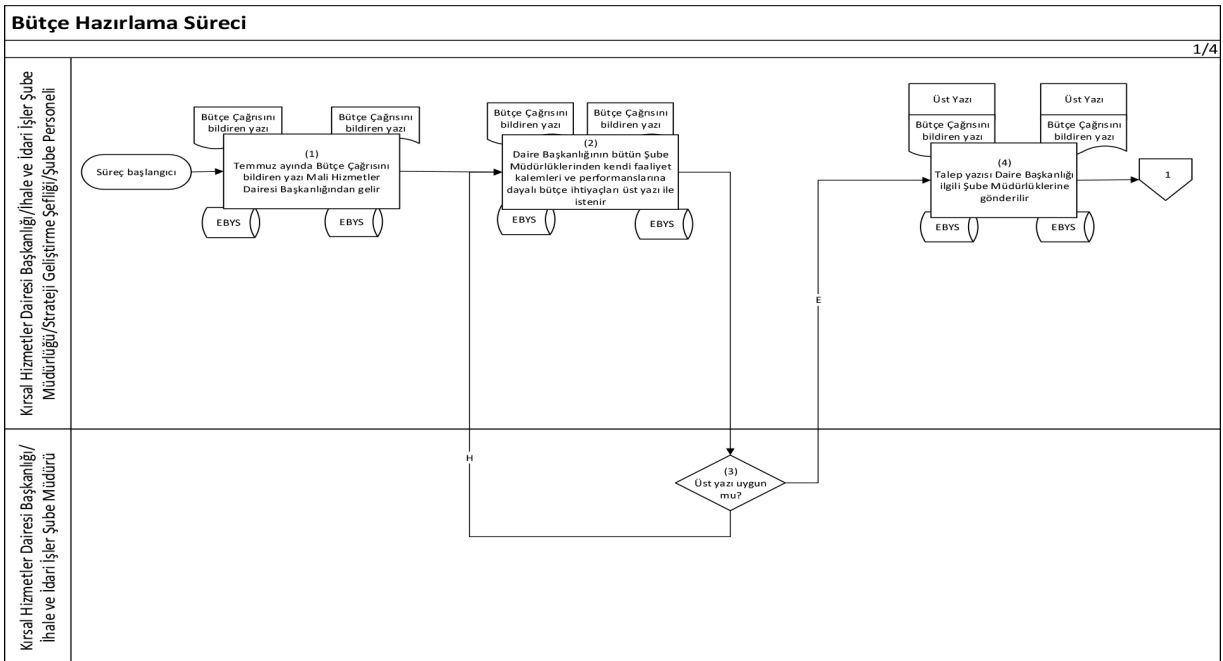 Bütçe Hazırlama Süreci
1/4
Kırsal Hizmetler Dairesi Başkanlığı/İhale ve İdari İşler Şube
Müdürlüğü/Strateji Geliştirme Şefliği/Şube Personeli
Süreç başlangıcı
Bütçe Çağrısını
bildiren yazı
Bütçe Çağrısını
bildiren yazı
(1)
Temmuz ayında Bütçe Çağrısını
bildiren yazı Mali Hizmetler
Dairesi Başkanlığından gelir
EBYS
EBYS
Bütçe Çağrısını
bildiren yazı
Bütçe Çağrısını
bildiren yazı
(2)
Daire Başkanlığının bütün Şube
Müdürlüklerinden kendi faaliyet
kalemleri ve performanslarına
dayalı bütçe ihtiyaçları üst yazı ile
istenir
EBYS
EBYS
Üst Yazı
Bütçe Çağrısını
bildiren yazı
Üst Yazı
Bütçe Çağrısını
bildiren yazı
(4)
Talep yazısı Daire Başkanlığı
ilgili Şube Müdürlüklerine
gönderilir
EBYS
EBYS
1
E
Kırsal Hizmetler Dairesi Başkanlığı/
İhale ve İdari İşler Şube Müdürü
H
(3)
Üst yazı uygun
mu?